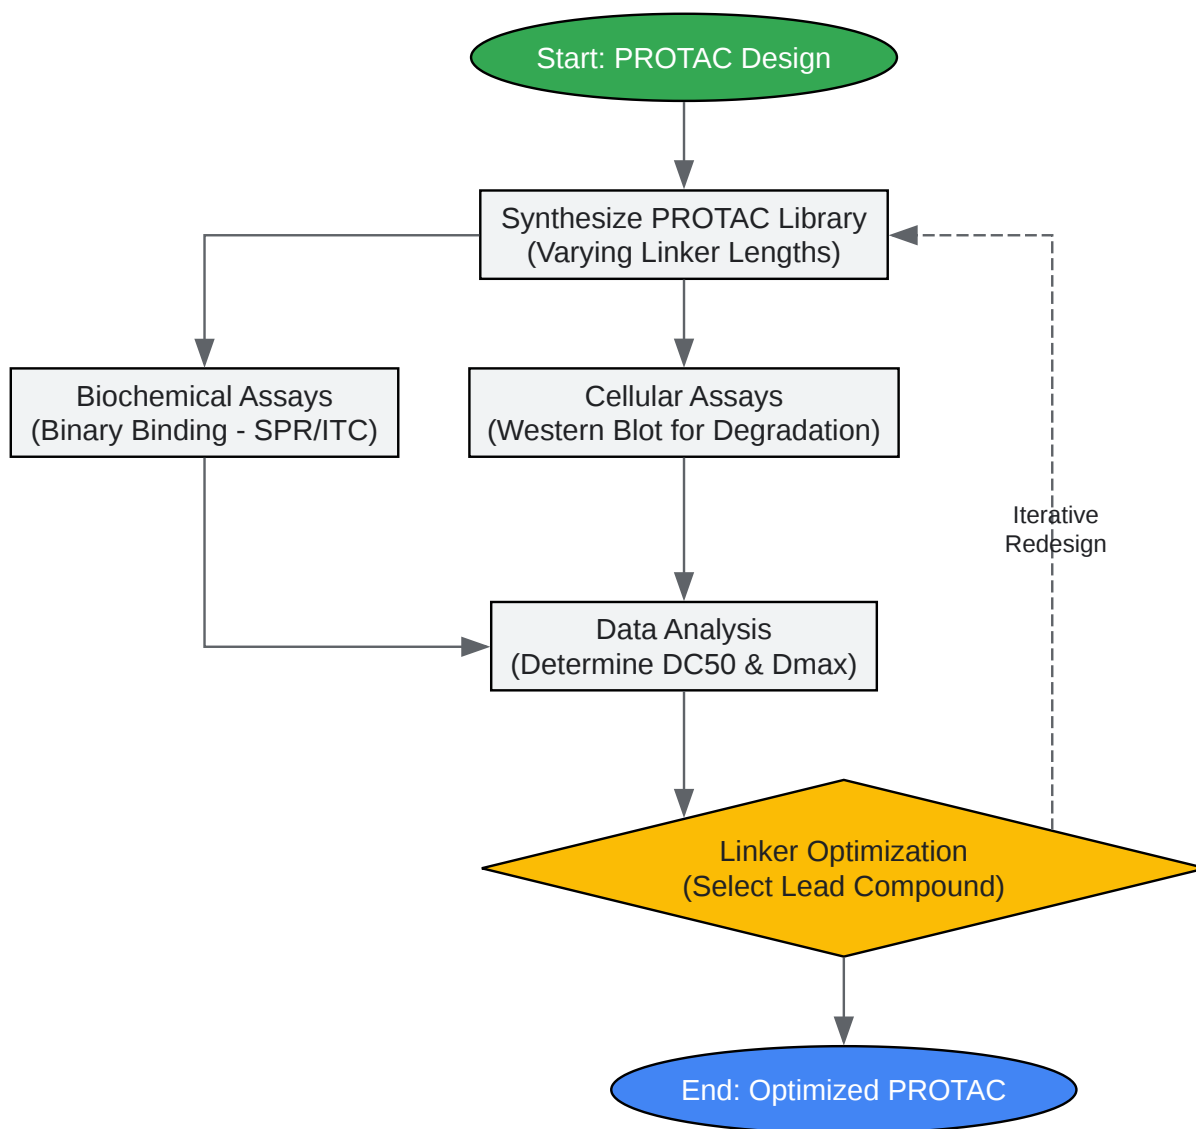 Start: PROTAC Design
Synthesize PROTAC Library
(Varying Linker Lengths)
Biochemical Assays
(Binary Binding - SPR/ITC)
Cellular Assays
(Western Blot for Degradation)
Iterative
Redesign
Data Analysis
(Determine DC50 & Dmax)
Linker Optimization
(Select Lead Compound)
End: Optimized PROTAC